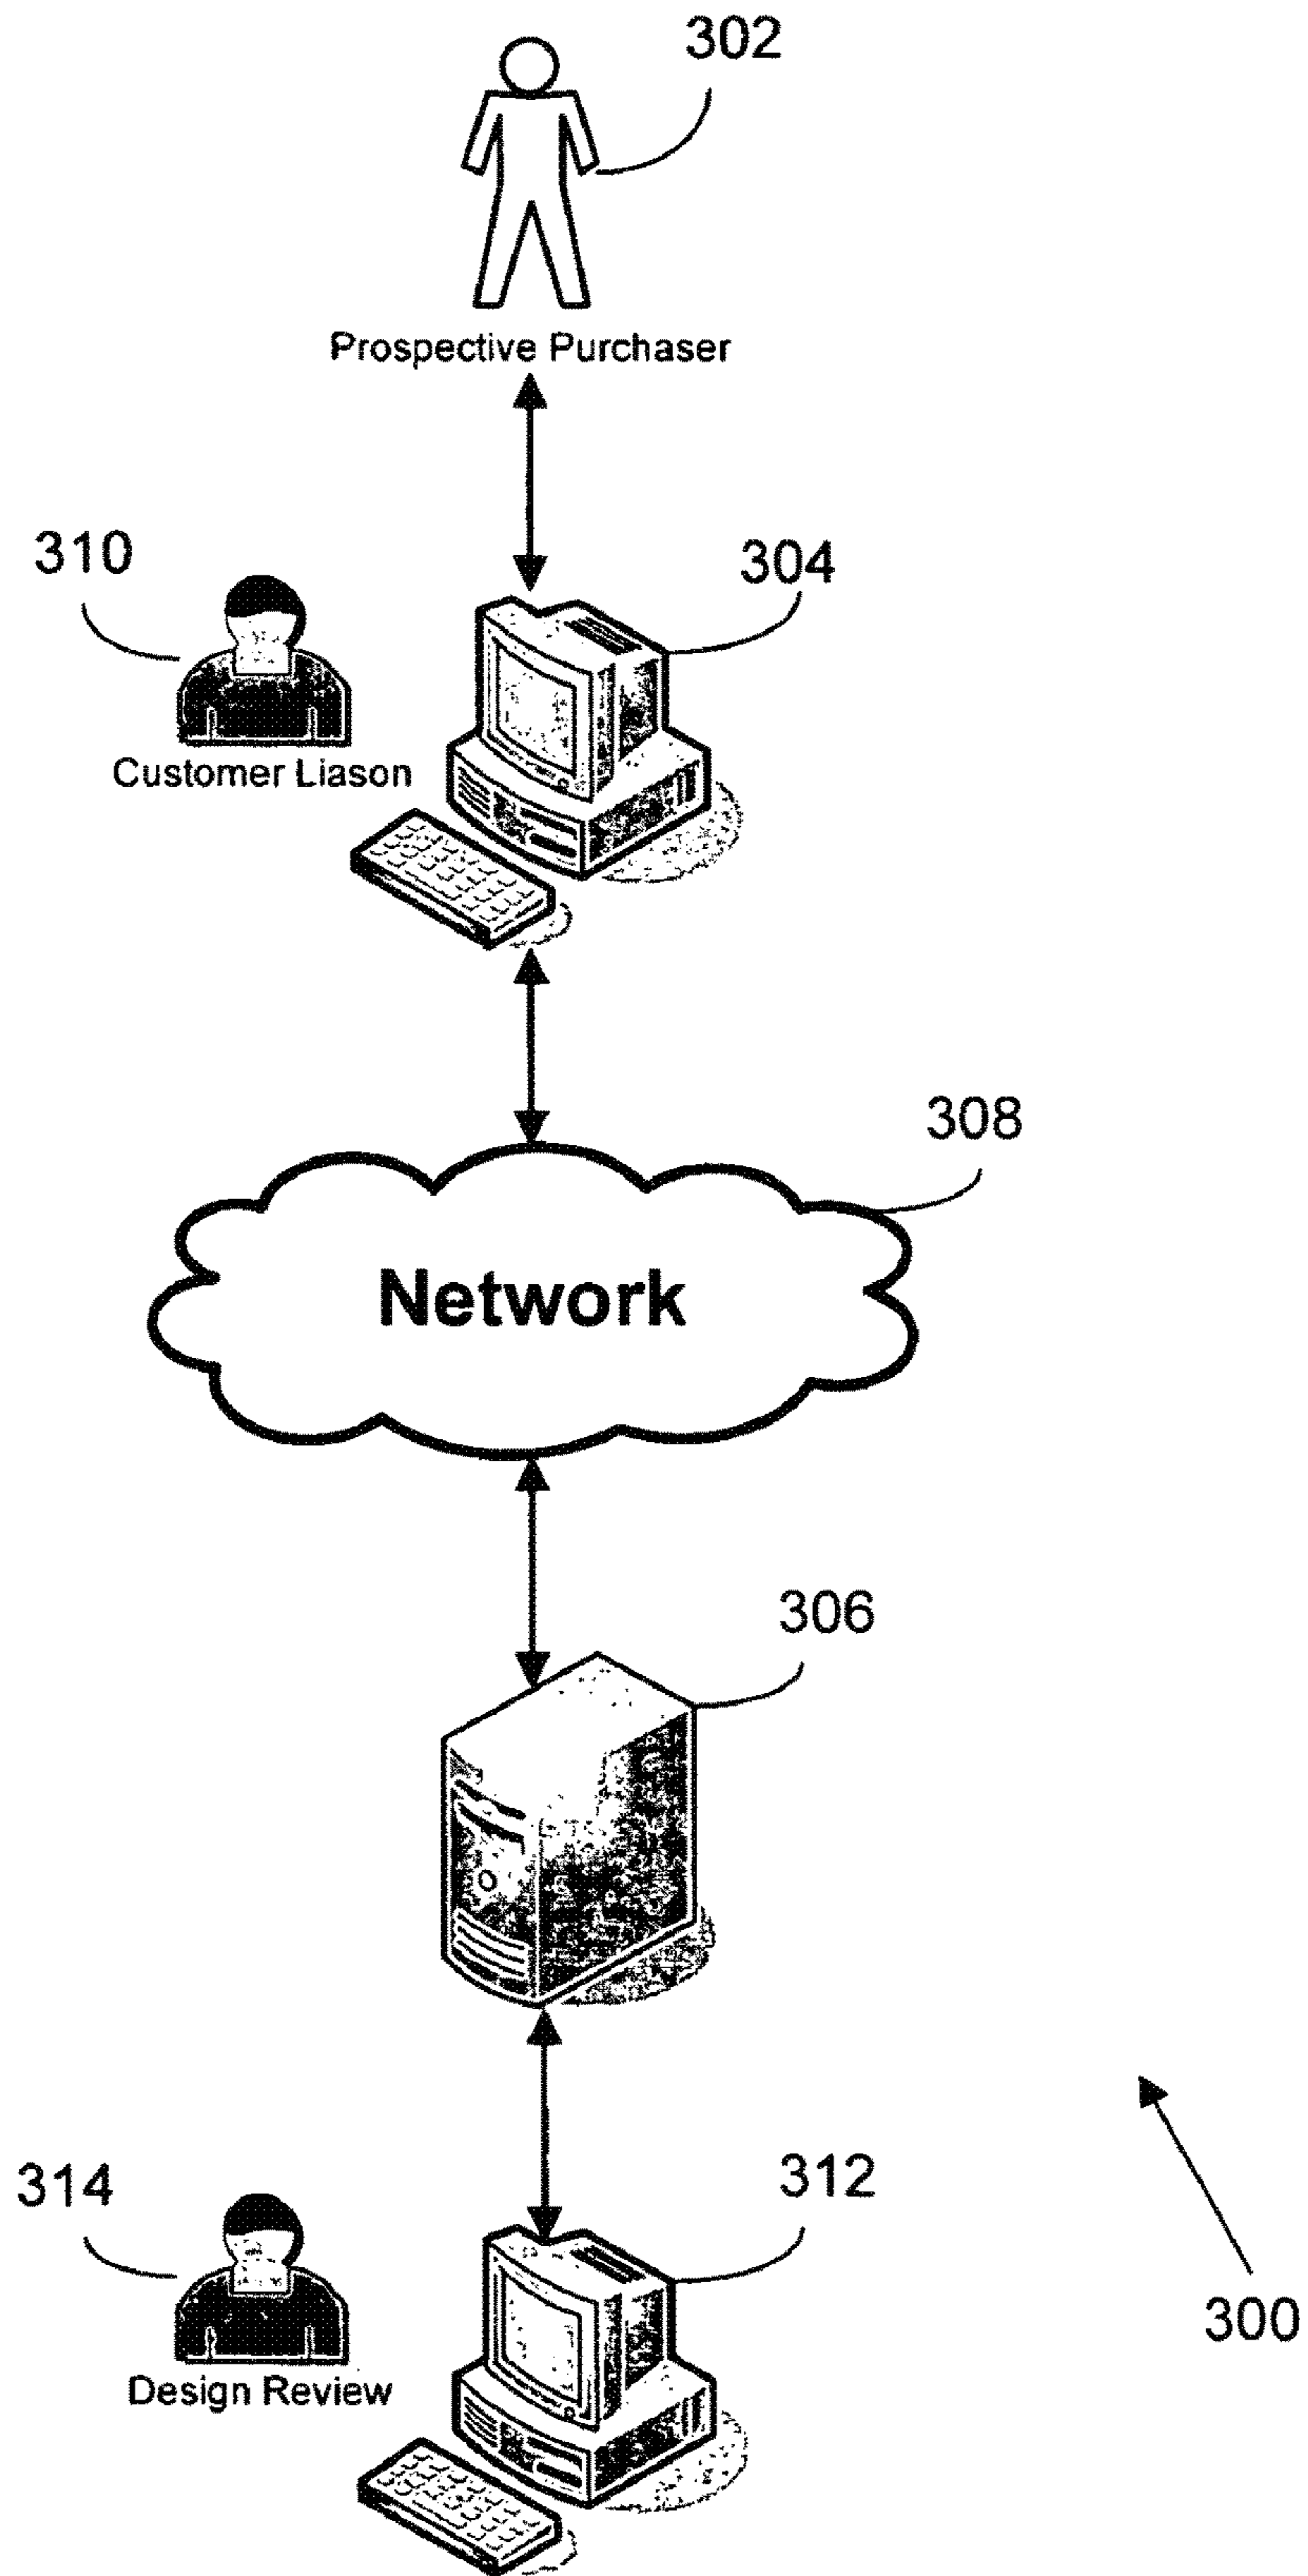 302
Prospective Purchaser
310
304
Customer Liason
308
Network
306
314
312
Design Review
300